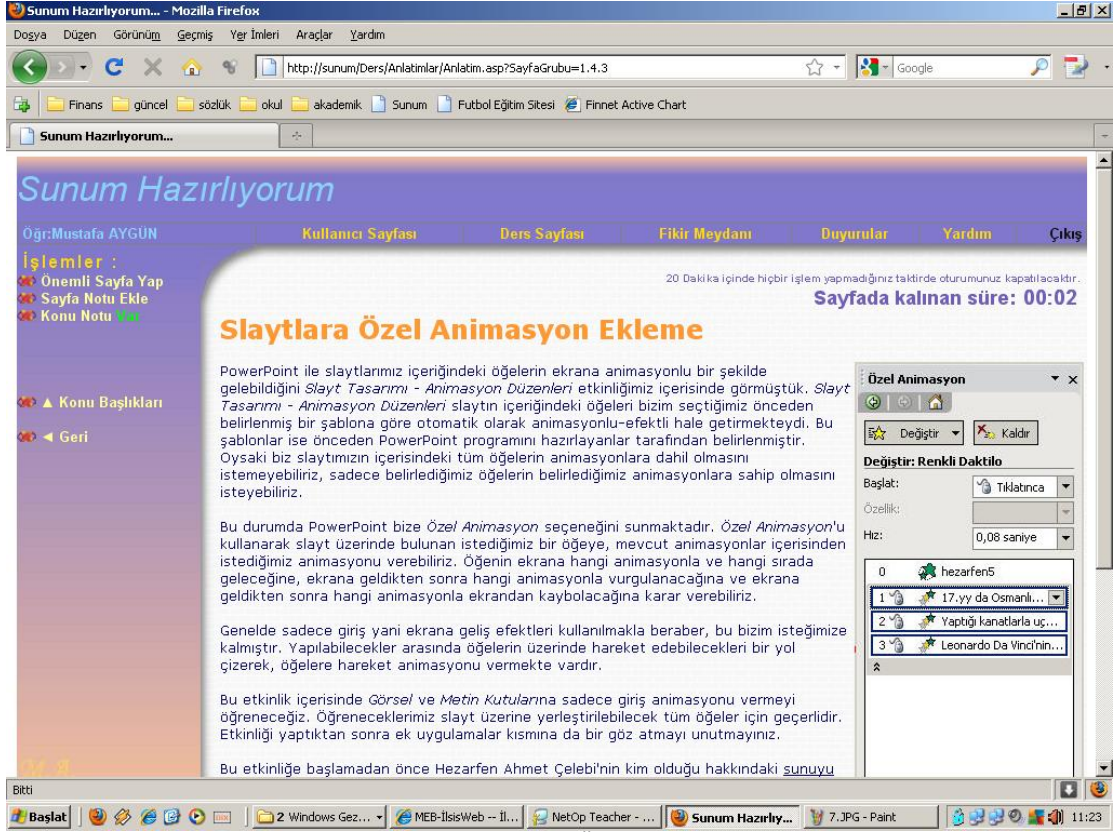 Sunum Hazırlıyorum... - Mozilla Firefox
Dosya Düzen Görünüm Geçmiş Yer İmleri Araçlar Yardım
http://sunum/Ders/Anlatimlar/Anlatim.asp?SayfaGrubu=1.4.3
Google
Finans güncel sözlük okul akademik Sunum Futbol Eğitim Sitesi Finnet Active Chart
Sunum Hazırlıyorum...
Sunum Hazırlıyorum
Öğr:Mustafa AYGÜN Kullanıcı Sayfası Ders Sayfası Fikir Meydanı Duyurular Yardım Çıkış
İşlemler :
Önemli Sayfa Yap
Sayfa Notu Ekle
Konu Notu Var
▲ Konu Başlıkları
◄ Geri
20 Dakika içinde hiçbir işlem yapmadığınız taktirde oturumunuz kapatılacaktır.
Sayfada kalınan süre: 00:02
Slaytlara Özel Animasyon Ekleme
PowerPoint ile slaytlarımız içeriğindeki öğelerin ekrana animasyonlu bir şekilde
gelebildiğini Slayt Tasarımı - Animasyon Düzenleri etkinliğimiz içerisinde görmüştük. Slayt
Tasarımı - Animasyon Düzenleri slaytın içeriğindeki öğeleri bizim seçtiğimiz önceden
belirlenmiş bir şablona göre otomatik olarak animasyonlu-efektli hale getirmekteydi. Bu
şablonlar ise önceden PowerPoint programını hazırlayanlar tarafından belirlenmiştir.
Oysaki biz slaytımızın içerisindeki tüm öğelerin animasyonlara dahil olmasını
istemeyebiliriz, sadece belirlediğimiz öğelerin belirlediğimiz animasyonlara sahip olmasını
isteyebiliriz.
Bu durumda PowerPoint bize Özel Animasyon seçeneğini sunmaktadır. Özel Animasyon'u
kullanarak slayt üzerinde bulunan istediğimiz bir öğeye, mevcut animasyonlar içerisinden
istediğimiz animasyonu verebiliriz. Öğenin ekrana hangi animasyonla ve hangi sırada
geleceğine, ekrana geldikten sonra hangi animasyonla vurgulanacağına ve ekrana
geldikten sonra hangi animasyonla ekrandan kaybolacağına karar verebiliriz.
Genelde sadece giriş yani ekrana geliş efektleri kullanılmakla beraber, bu bizim isteğimize
kalmıştır. Yapılabilecekler arasında öğelerin üzerinde hareket edebilecekleri bir yol
çizerek, öğelere hareket animasyonu vermekte vardır.
Bu etkinlik içerisinde Görsel ve Metin Kutularına sadece giriş animasyonu vermeyi
öğreneceğiz. Öğreneceklerimiz slayt üzerine yerleştirilebilecek tüm öğeler için geçerlidir.
Etkinliği yaptıktan sonra ek uygulamalar kısmına da bir göz atmayı unutmayınız.
Bu etkinliğe başlamadan önce Hezarfen Ahmet Çelebi'nin kim olduğu hakkındaki sunuyu
Özel Animasyon
Değiştir Kaldır
Değiştir: Renkli Daktilo
Başlat: Tıklatınca
Özellik:
Hız: 0,08 saniye
0 hezarfen5
1 17.yy da Osmanlı...
2 Yaptığı kanatlarla uç...
3 Leonardo Da Vinci'nin...
M. A.
Bitti
Başlat 2 Windows Gez... MEB-İlsisWeb -- İl... NetOp Teacher - ... Sunum Hazırlıy... 7.JPG - Paint 11:23